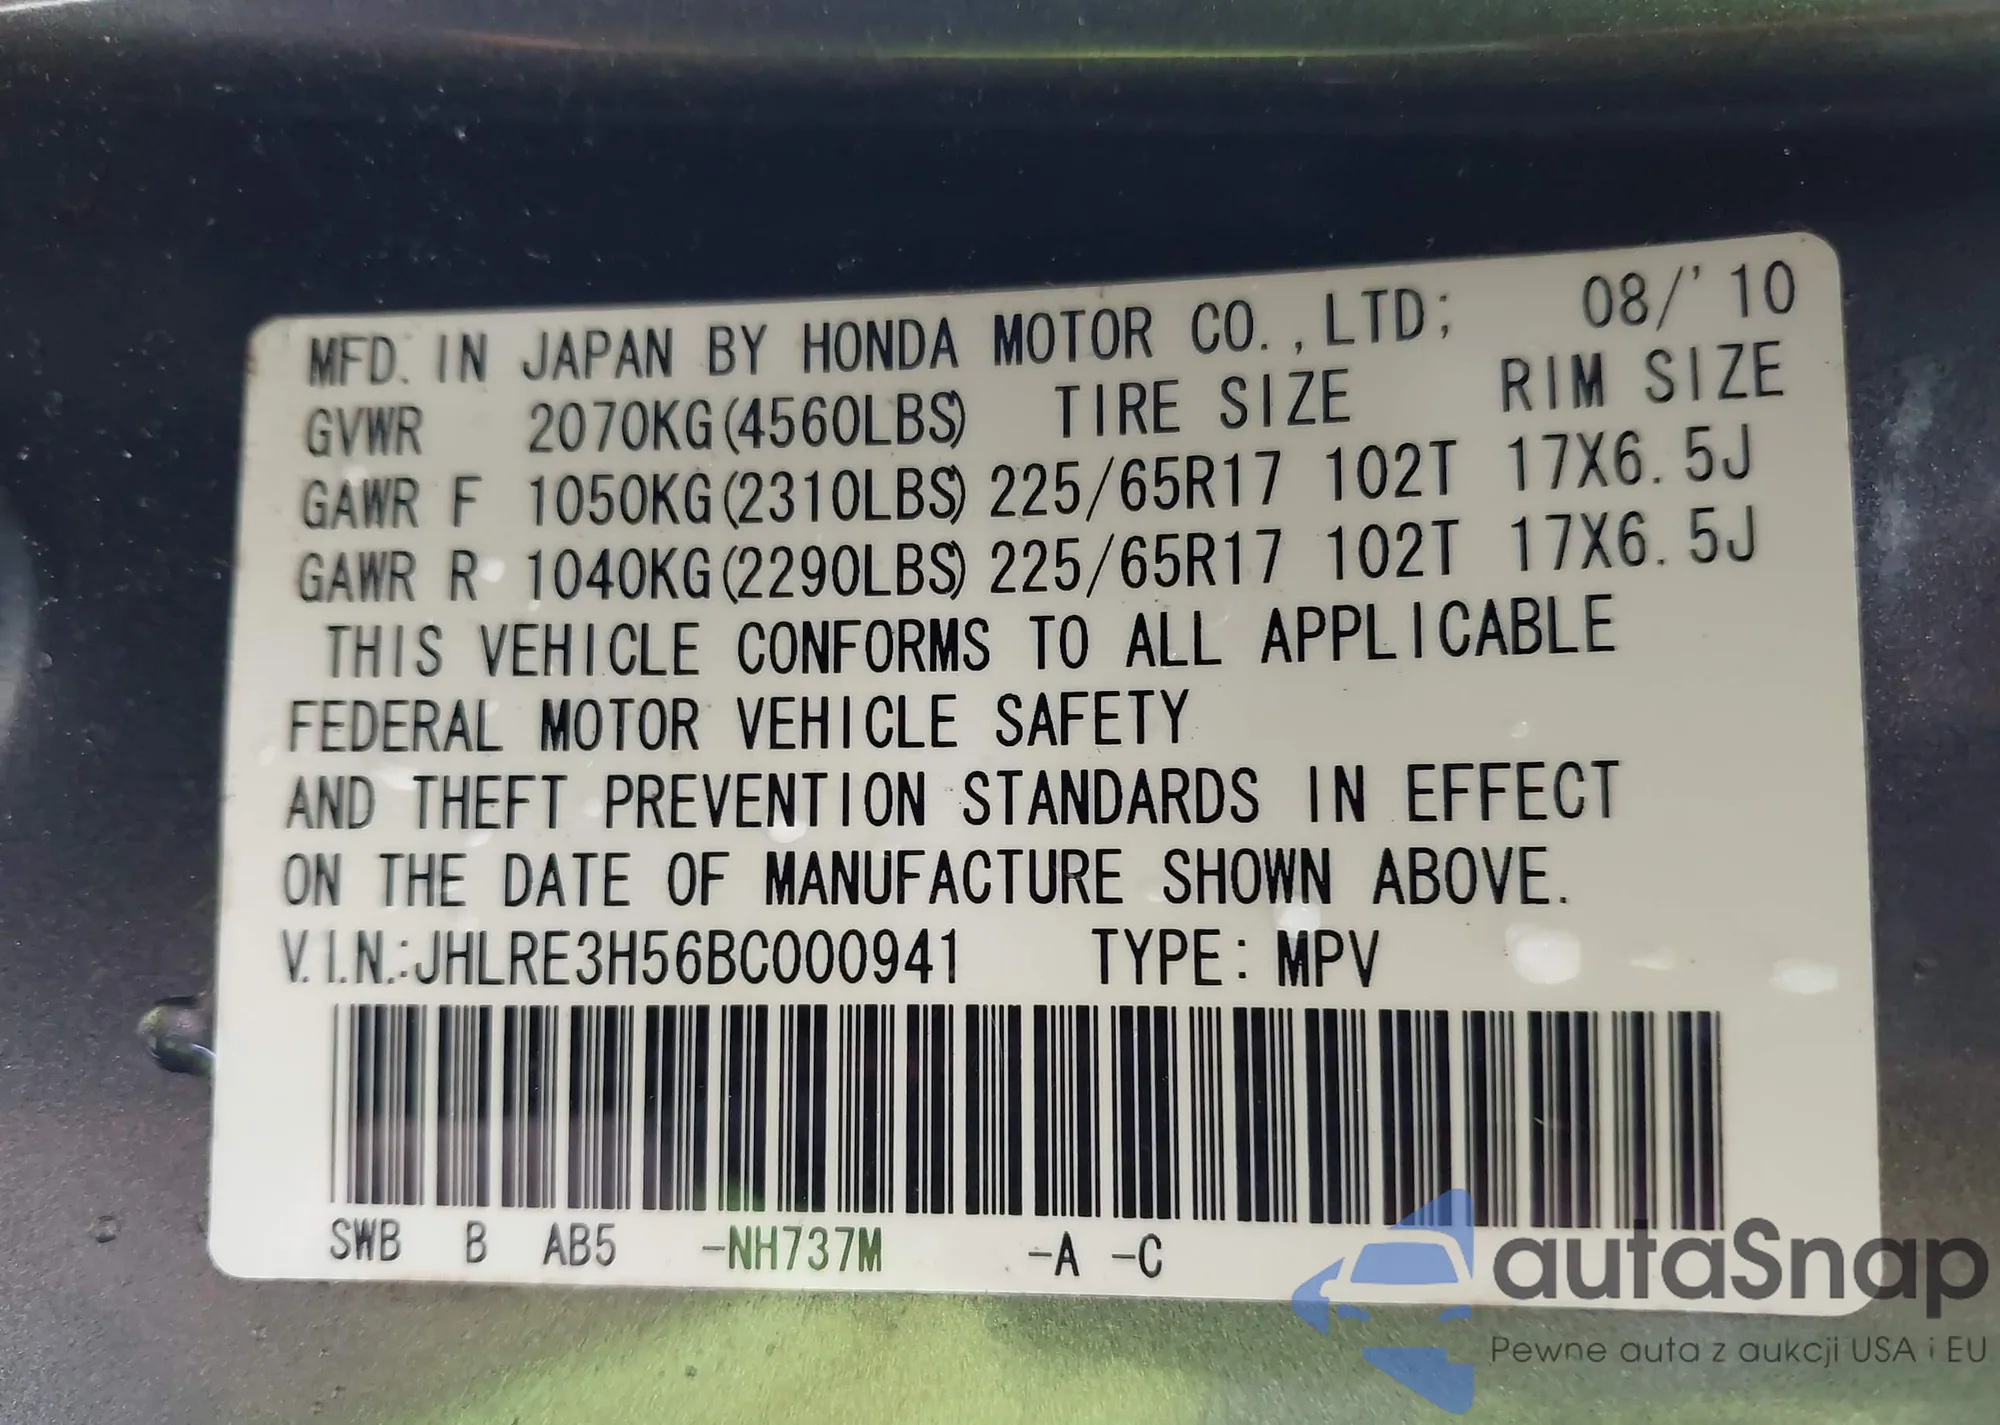 MFD. IN JAPAN BY HONDA MOTOR CO.,LTD; 08/'10
GVWR 2070KG(4560LBS) TIRE SIZE RIM SIZE
GAWR F 1050KG(2310LBS) 225/65R17 102T 17X6.5J
GAWR R 1040KG(2290LBS) 225/65R17 102T 17X6.5J
THIS VEHICLE CONFORMS TO ALL APPLICABLE
FEDERAL MOTOR VEHICLE SAFETY
AND THEFT PREVENTION STANDARDS IN EFFECT
ON THE DATE OF MANUFACTURE SHOWN ABOVE.
V.I.N.:JHLRE3H56BC000941 TYPE: MPV
SWB B AB5 -NH737M -A -C
autaSnap
Pewne auta z aukcji USA i EU